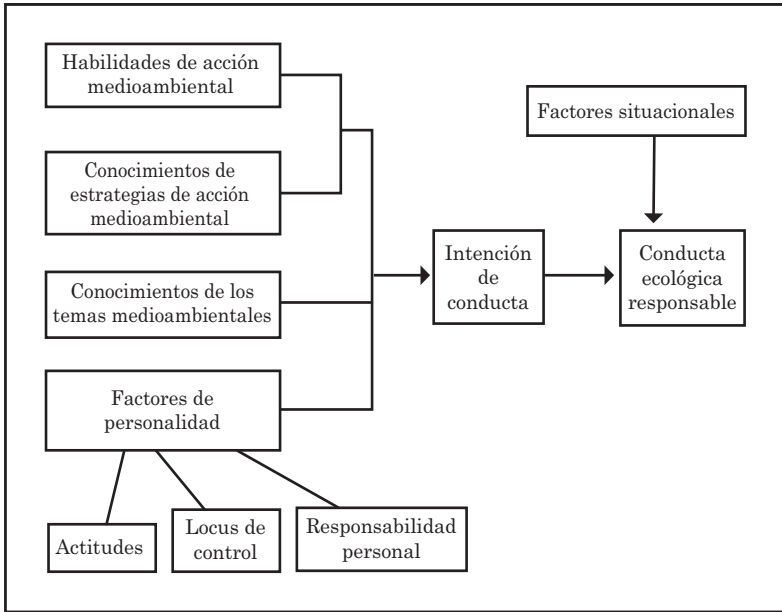 Habilidades de acción
medioambiental
Factores situacionales
Conocimientos de
estrategias de acción
medioambiental
Intención
de
conducta
Conducta
ecológica
responsable
Conocimientos de los
temas medioambientales
Factores de
personalidad
Actitudes
Locus de
control
Responsabilidad
personal